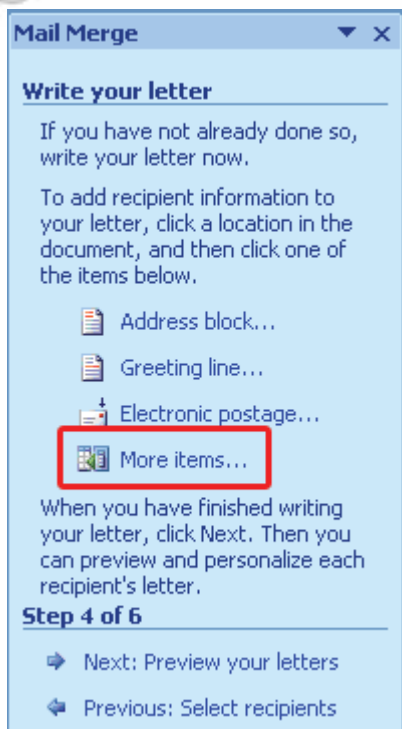 Mail Merge
Write your letter
If you have not already done so,
write your letter now.
To add recipient information to
your letter, click a location in the
document, and then click one of
the items below.
Address block...
Greeting line...
Electronic postage...
More items...
When you have finished writing
your letter, click Next. Then you
can preview and personalize each
recipient's letter.
Step 4 of 6
Next: Preview your letters
Previous: Select recipients